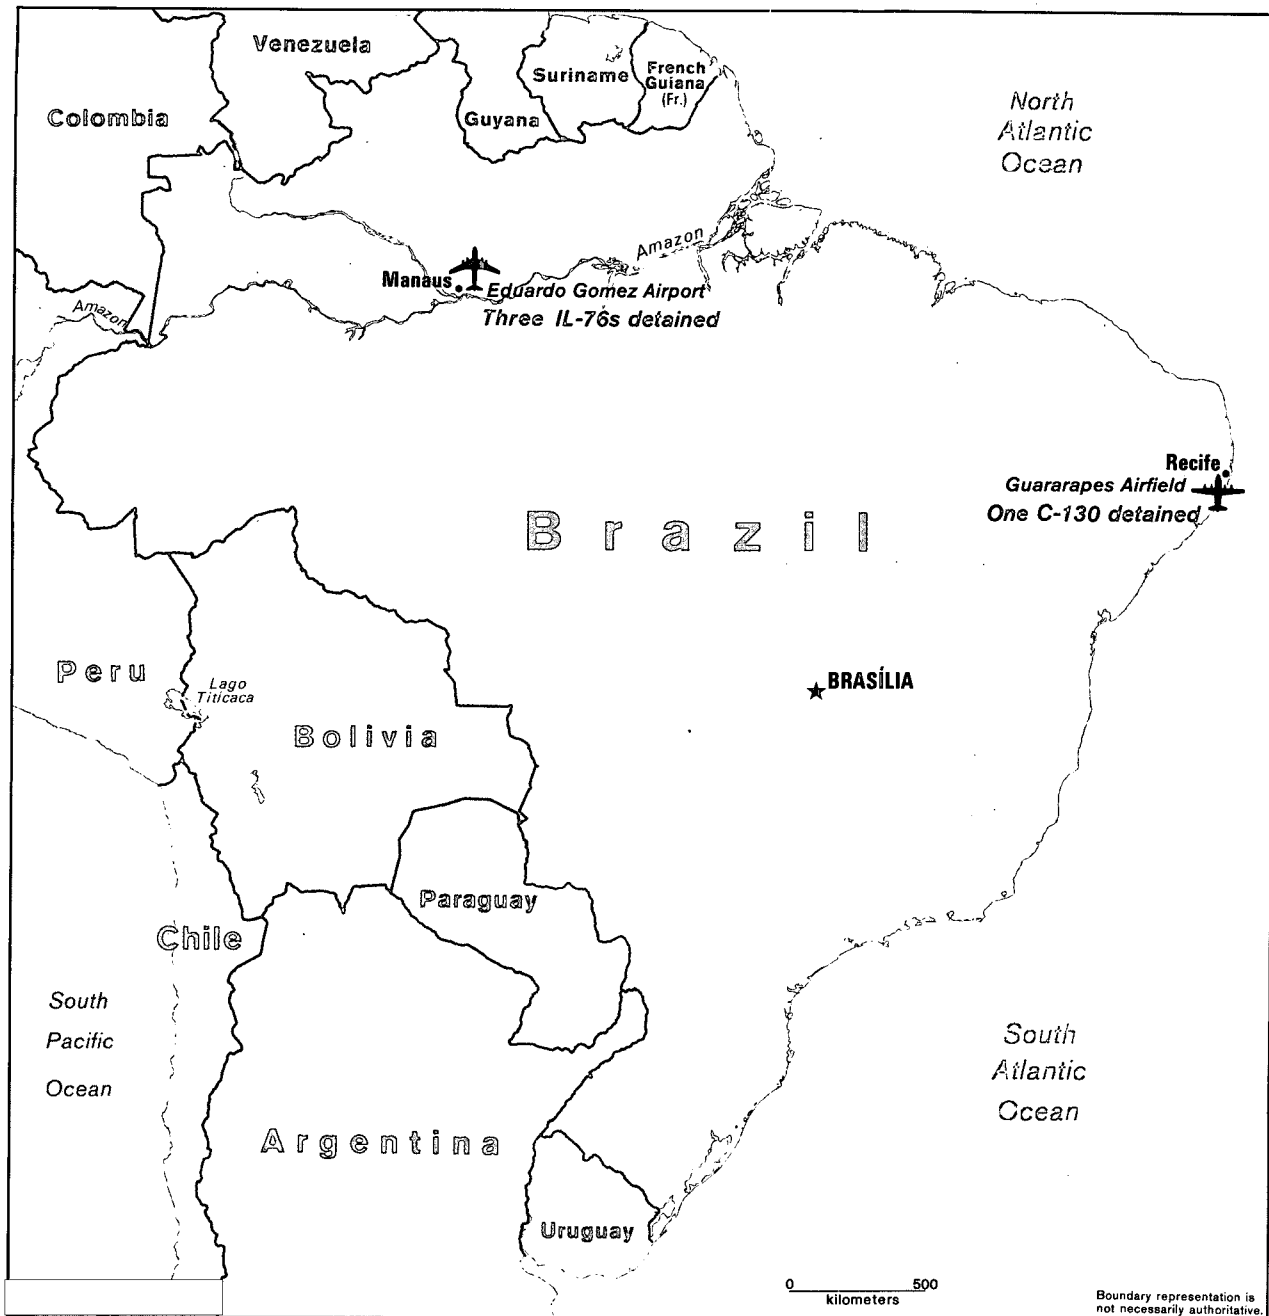 Venezuela
Suriname
French
Guiana
(Fr.)
Colombia
Guyana
North
Atlantic
Ocean
Amazon
Manaus
Eduardo Gomez Airport
Three IL-76s detained
Amazon
Recife
Guararapes Airfield
One C-130 detained
Brazil
Peru
Lago
Titicaca
BRASÍLIA
Bolivia
Paraguay
Chile
South
Pacific
Ocean
South
Atlantic
Ocean
Argentina
Uruguay
0 500
kilometers
Boundary representation is
not necessarily authoritative.